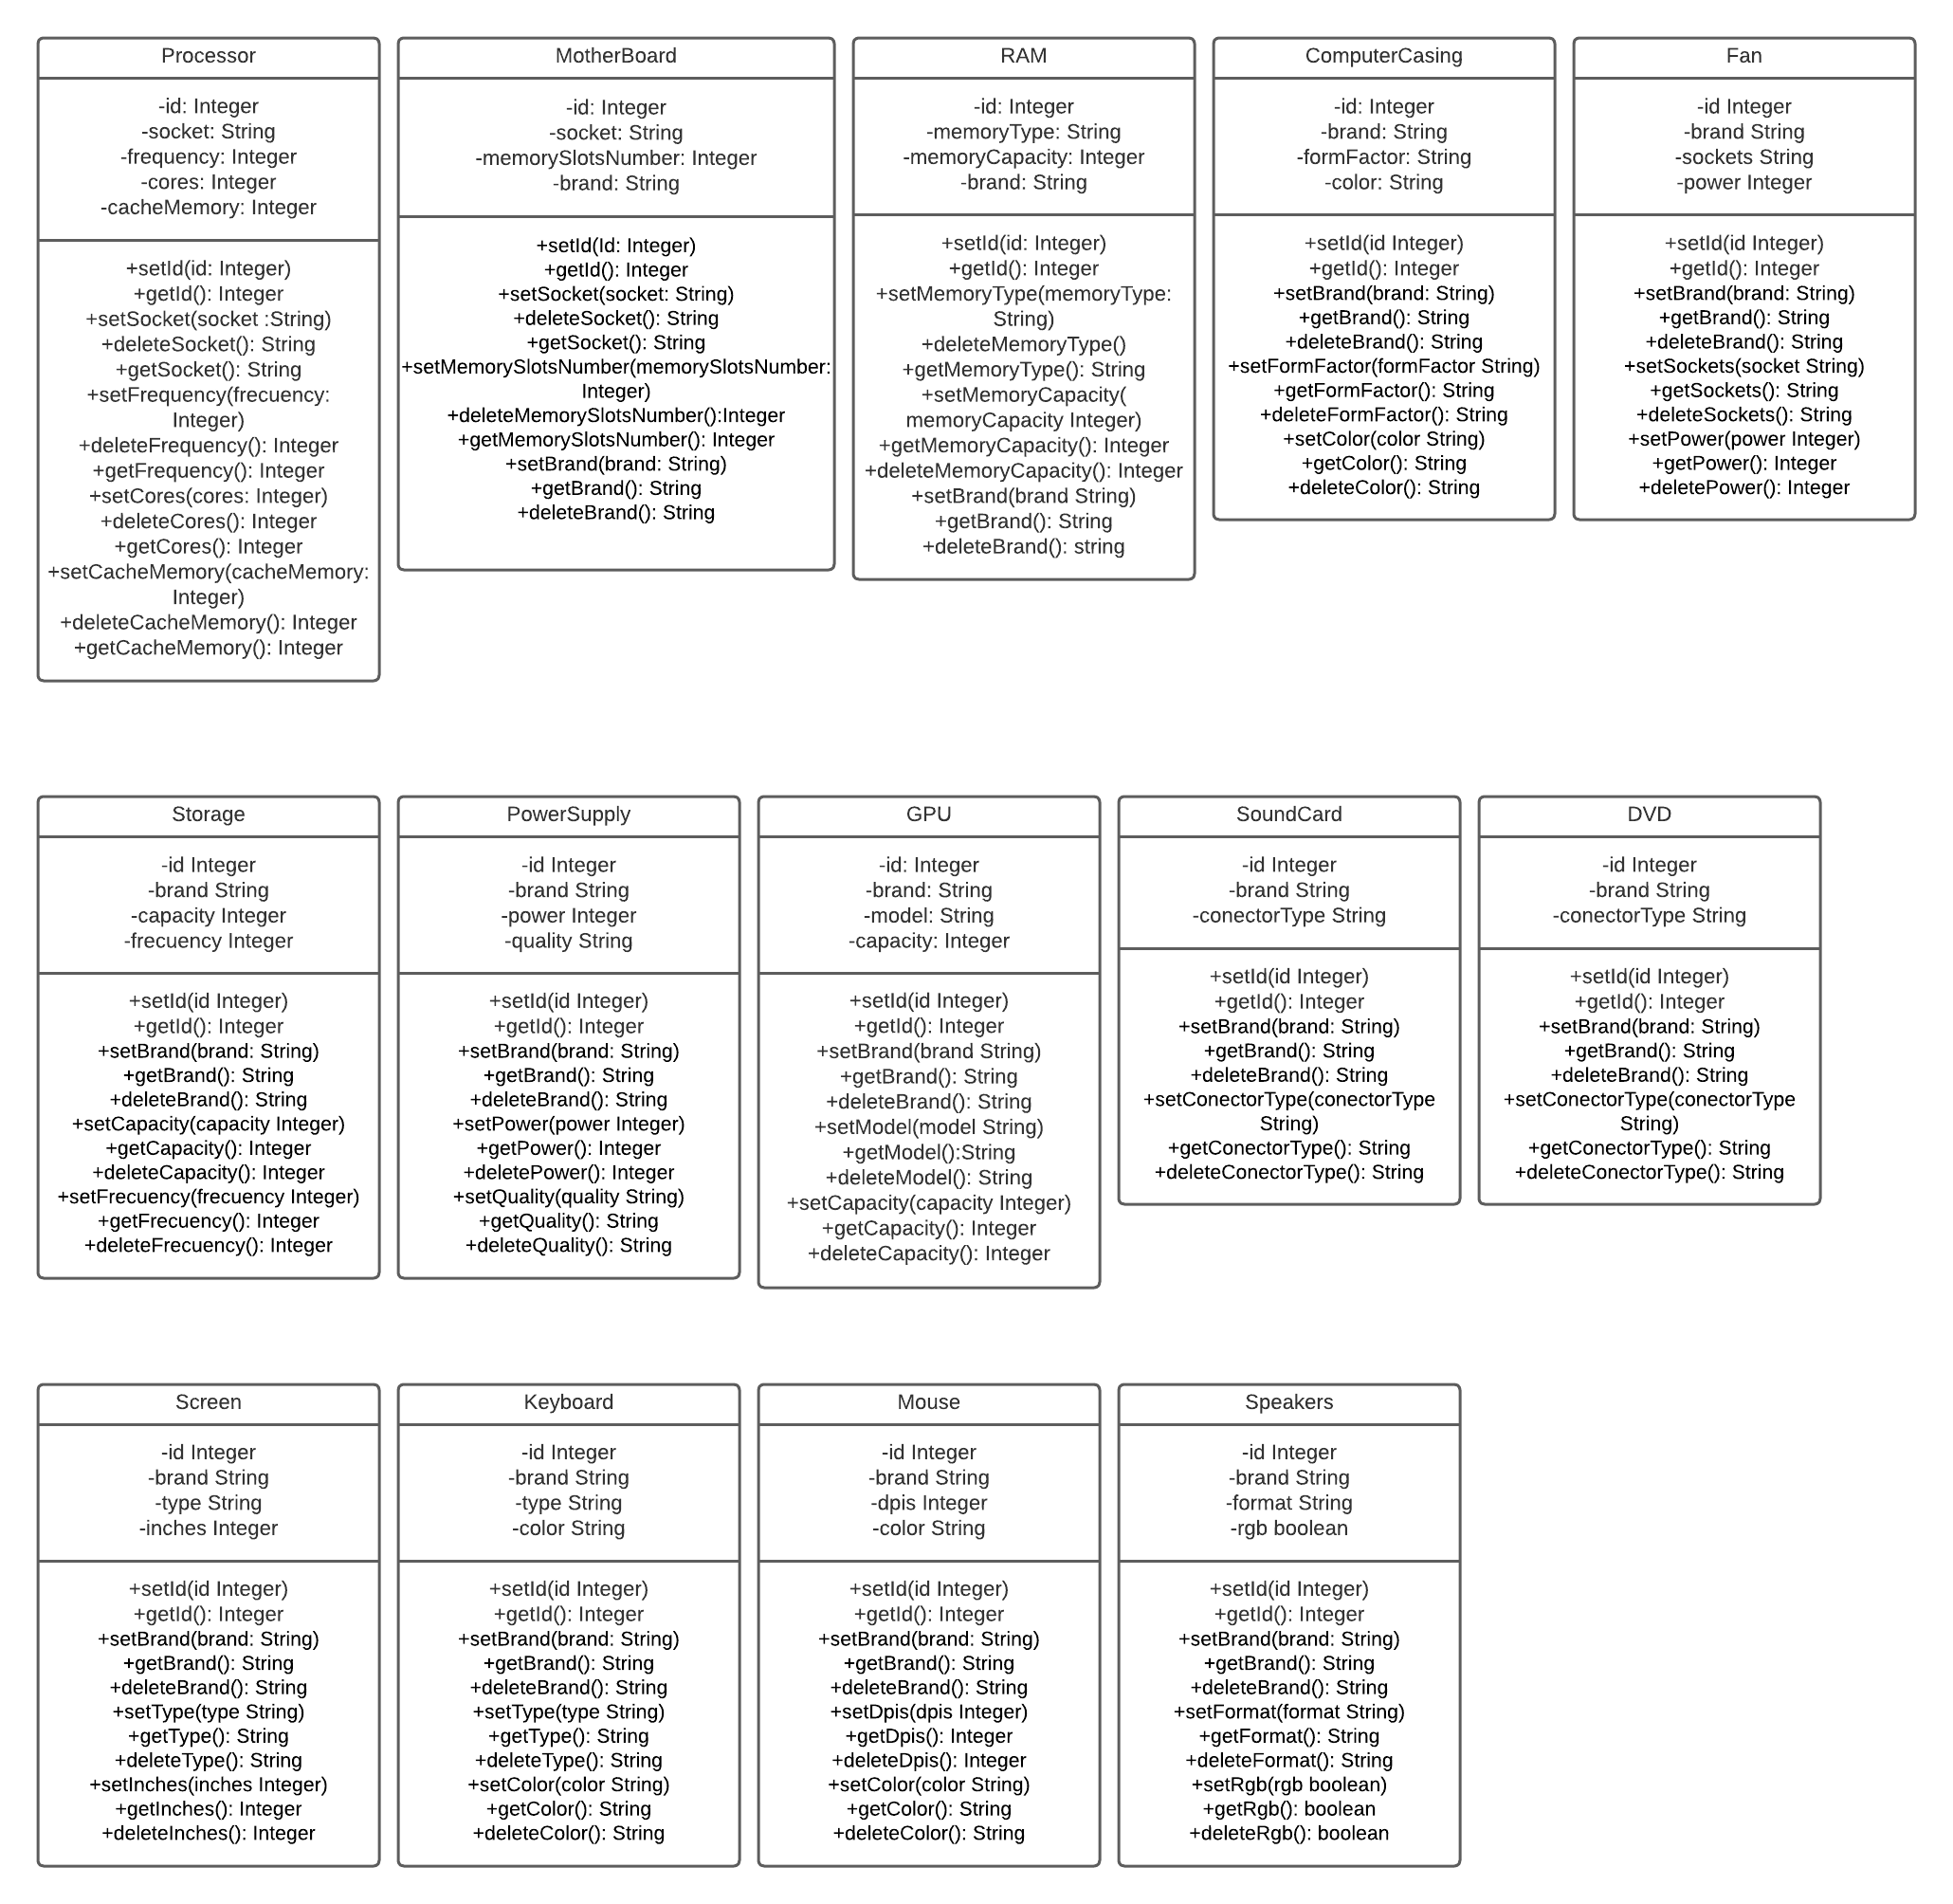 Processor
-id: Integer
-socket: String
-frequency: Integer
-cores: Integer
-cacheMemory: Integer
+setId(id: Integer)
+getId(): Integer
+setSocket(socket :String)
+deleteSocket(): String
+getSocket(): String
+setFrequency(frecuency:
Integer)
+deleteFrequency(): Integer
+getFrequency(): Integer
+setCores(cores: Integer)
+deleteCores(): Integer
+getCores(): Integer
+setCacheMemory(cacheMemory:
Integer)
+deleteCacheMemory(): Integer
+getCacheMemory(): Integer
MotherBoard
-id: Integer
-socket: String
-memorySlotsNumber: Integer
-brand: String
+setId(Id: Integer)
+getId(): Integer
+setSocket(socket: String)
+deleteSocket(): String
+getSocket(): String
+setMemorySlotsNumber(memorySlotsNumber:
Integer)
+deleteMemorySlotsNumber():Integer
+getMemorySlotsNumber(): Integer
+setBrand(brand: String)
+getBrand(): String
+deleteBrand(): String
RAM
-id: Integer
-memoryType: String
-memoryCapacity: Integer
-brand: String
+setId(id: Integer)
+getId(): Integer
+setMemoryType(memoryType:
String)
+deleteMemoryType()
+getMemoryType(): String
+setMemoryCapacity(
memoryCapacity Integer)
+getMemoryCapacity(): Integer
+deleteMemoryCapacity(): Integer
+setBrand(brand String)
+getBrand(): String
+deleteBrand(): string
ComputerCasing
-id: Integer
-brand: String
-formFactor: String
-color: String
+setId(id Integer)
+getId(): Integer
+setBrand(brand: String)
+getBrand(): String
+deleteBrand(): String
+setFormFactor(formFactor String)
+getFormFactor(): String
+deleteFormFactor(): String
+setColor(color String)
+getColor(): String
+deleteColor(): String
Fan
-id Integer
-brand String
-sockets String
-power Integer
+setId(id Integer)
+getId(): Integer
+setBrand(brand: String)
+getBrand(): String
+deleteBrand(): String
+setSockets(socket String)
+getSockets(): String
+deleteSockets(): String
+setPower(power Integer)
+getPower(): Integer
+deletePower(): Integer
Storage
-id Integer
-brand String
-capacity Integer
-frecuency Integer
+setId(id Integer)
+getId(): Integer
+setBrand(brand: String)
+getBrand(): String
+deleteBrand(): String
+setCapacity(capacity Integer)
+getCapacity(): Integer
+deleteCapacity(): Integer
+setFrecuency(frecuency Integer)
+getFrecuency(): Integer
+deleteFrecuency(): Integer
PowerSupply
-id Integer
-brand String
-power Integer
-quality String
+setId(id Integer)
+getId(): Integer
+setBrand(brand: String)
+getBrand(): String
+deleteBrand(): String
+setPower(power Integer)
+getPower(): Integer
+deletePower(): Integer
+setQuality(quality String)
+getQuality(): String
+deleteQuality(): String
GPU
-id: Integer
-brand: String
-model: String
-capacity: Integer
+setId(id Integer)
+getId(): Integer
+setBrand(brand String)
+getBrand(): String
+deleteBrand(): String
+setModel(model String)
+getModel():String
+deleteModel(): String
+setCapacity(capacity Integer)
+getCapacity(): Integer
+deleteCapacity(): Integer
SoundCard
-id Integer
-brand String
-conectorType String
+setId(id Integer)
+getId(): Integer
+setBrand(brand: String)
+getBrand(): String
+deleteBrand(): String
+setConectorType(conectorType
String)
+getConectorType(): String
+deleteConectorType(): String
DVD
-id Integer
-brand String
-conectorType String
+setId(id Integer)
+getId(): Integer
+setBrand(brand: String)
+getBrand(): String
+deleteBrand(): String
+setConectorType(conectorType
String)
+getConectorType(): String
+deleteConectorType(): String
Screen
-id Integer
-brand String
-type String
-inches Integer
+setId(id Integer)
+getId(): Integer
+setBrand(brand: String)
+getBrand(): String
+deleteBrand(): String
+setType(type String)
+getType(): String
+deleteType(): String
+setInches(inches Integer)
+getInches(): Integer
+deleteInches(): Integer
Keyboard
-id Integer
-brand String
-type String
-color String
+setId(id Integer)
+getId(): Integer
+setBrand(brand: String)
+getBrand(): String
+deleteBrand(): String
+setType(type String)
+getType(): String
+deleteType(): String
+setColor(color String)
+getColor(): String
+deleteColor(): String
Mouse
-id Integer
-brand String
-dpis Integer
-color String
+setId(id Integer)
+getId(): Integer
+setBrand(brand: String)
+getBrand(): String
+deleteBrand(): String
+setDpis(dpis Integer)
+getDpis(): Integer
+deleteDpis(): Integer
+setColor(color String)
+getColor(): String
+deleteColor(): String
Speakers
-id Integer
-brand String
-format String
-rgb boolean
+setId(id Integer)
+getId(): Integer
+setBrand(brand: String)
+getBrand(): String
+deleteBrand(): String
+setFormat(format String)
+getFormat(): String
+deleteFormat(): String
+setRgb(rgb boolean)
+getRgb(): boolean
+deleteRgb(): boolean